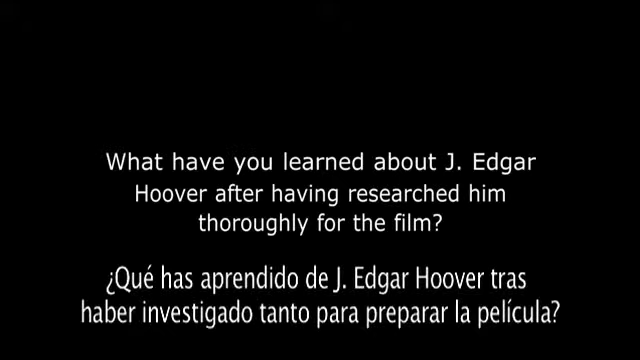 What have you learned about J. Edgar
Hoover after having researched him
thoroughly for the film?
¿Qué has aprendido de J. Edgar Hoover tras
haber investigado tanto para preparar la película?